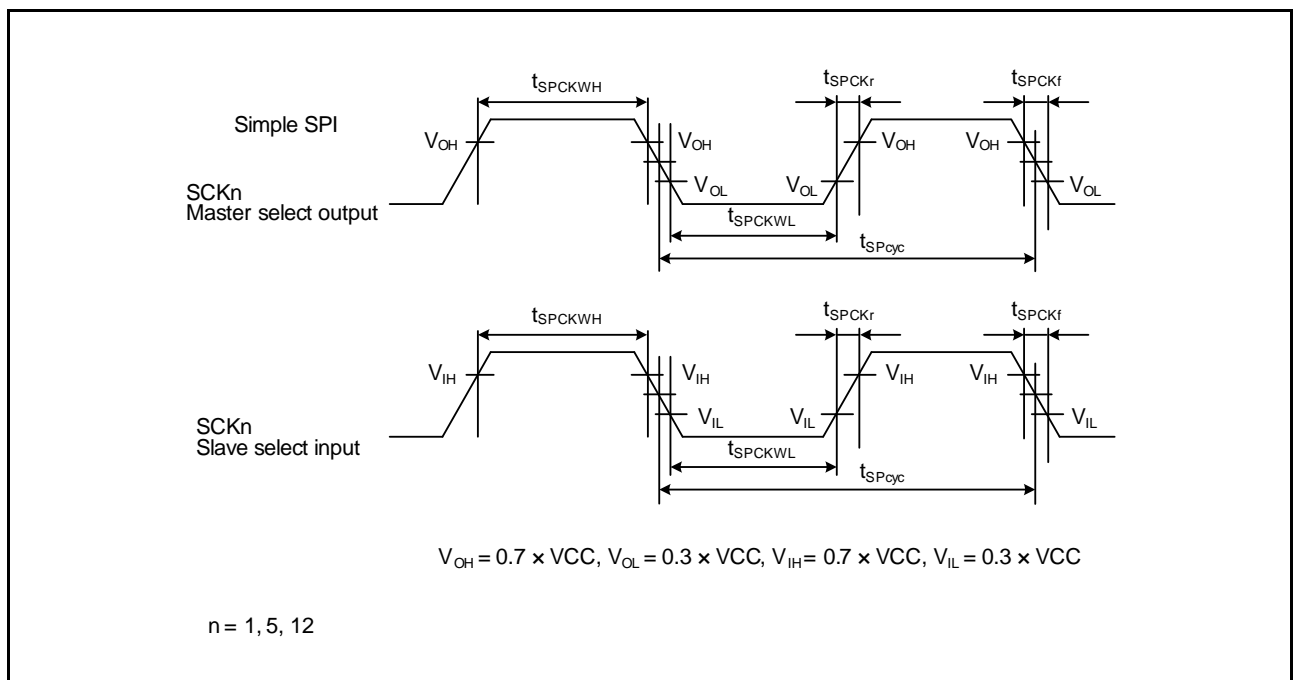 Simple SPI
tSPCKWH
tSPCKr
tSPCKf
VOH
VOH
VOH
VOH
VOL
VOL
VOL
SCKn
Master select output
tSPCKWL
tSPcyc
tSPCKWH
tSPCKr
tSPCKf
VIH
VIH
VIH
VIH
VIL
VIL
VIL
SCKn
Slave select input
tSPCKWL
tSPcyc
VOH = 0.7 × VCC, VOL = 0.3 × VCC, VIH = 0.7 × VCC, VIL = 0.3 × VCC
n = 1, 5, 12